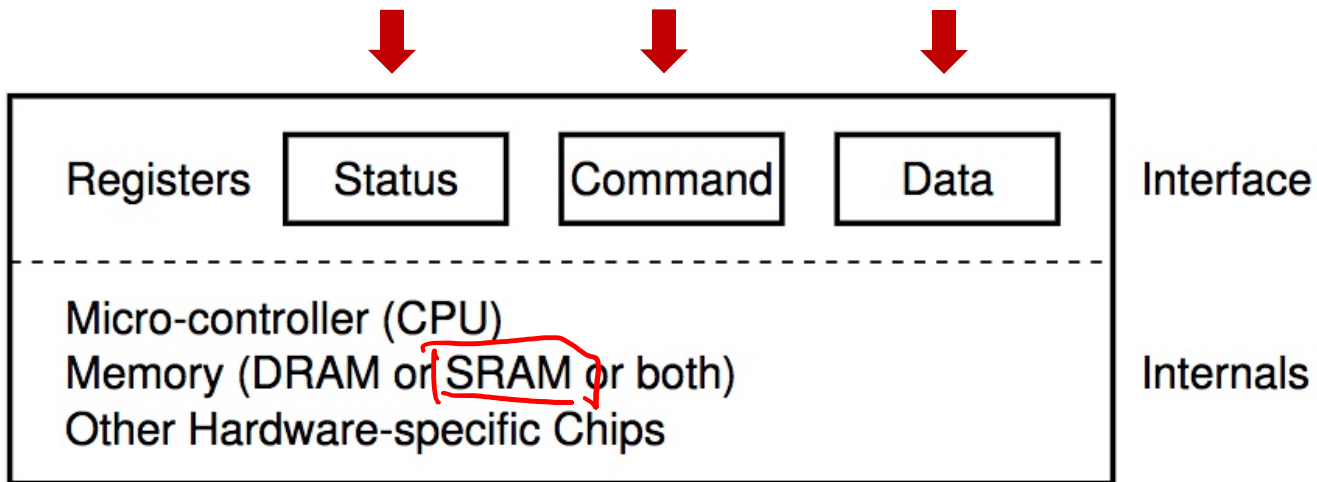 Registers Status Command Data Interface
Micro-controller (CPU)
Memory (DRAM or SRAM or both) Internals
Other Hardware-specific Chips